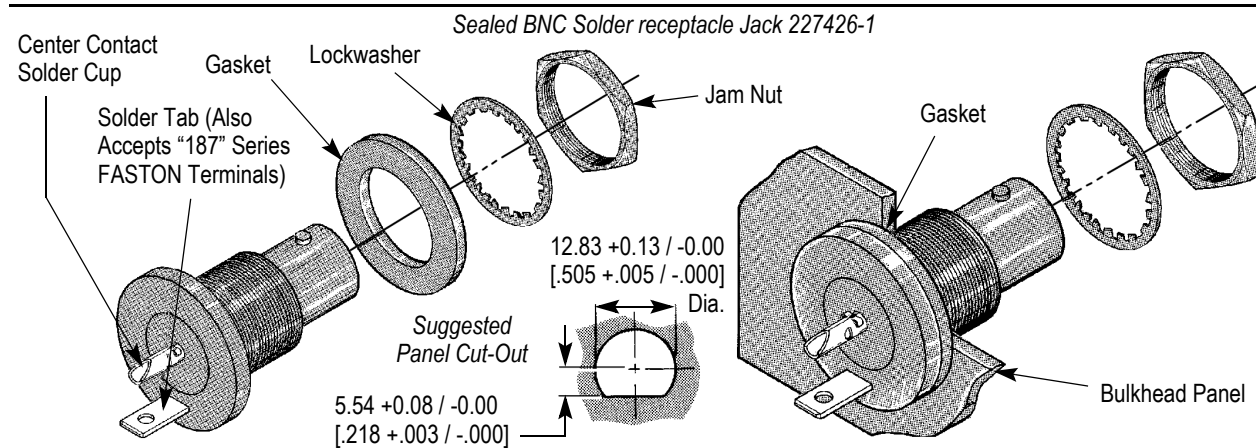 Sealed BNC Solder receptacle Jack 227426-1
Center Contact
Solder Cup
Gasket
Lockwasher
Jam Nut
Solder Tab (Also
Accepts “187” Series
FASTON Terminals)
Gasket
12.83 +0.13 / -0.00
[.505 +.005 / -.000]
Dia.
Suggested
Panel Cut-Out
5.54 +0.08 / -0.00
[.218 +.003 / -.000]
Bulkhead Panel